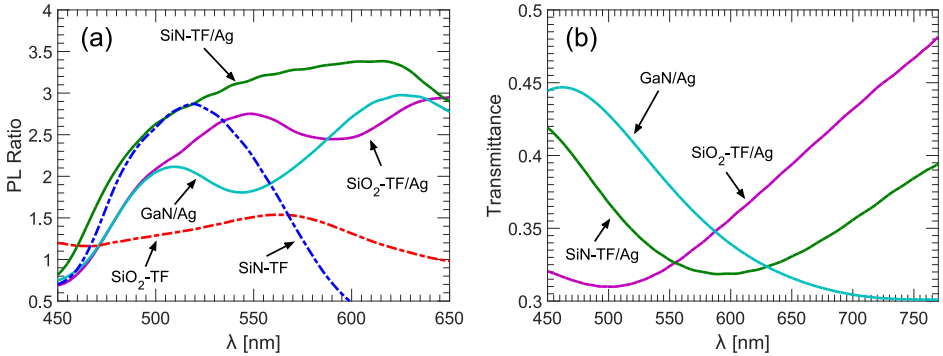 (a)
SiN-TF/Ag
SiO₂-TF/Ag
GaN/Ag
SiO₂-TF
SiN-TF
PL Ratio
4
3.5
3
2.5
2
1.5
1
0.5
450
500
550
600
650
λ [nm]
(b)
GaN/Ag
SiO₂-TF/Ag
SiN-TF/Ag
Transmittance
0.45
0.4
0.35
0.3
450
500
550
600
650
700
750
λ [nm]